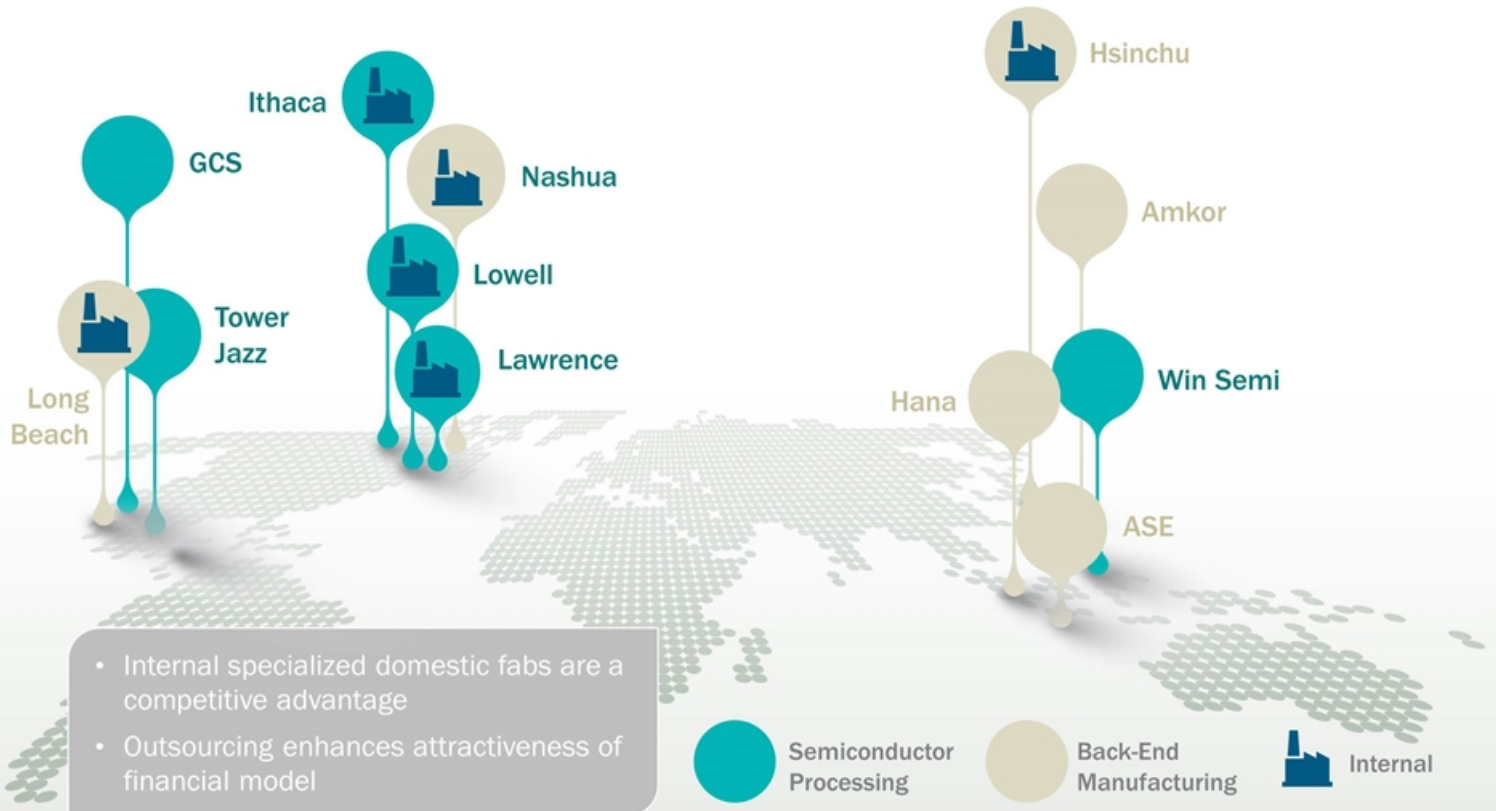 Hsinchu
Ithaca
GCS
Nashua
Amkor
Lowell
Tower
Jazz
Lawrence
Win Semi
Long
Beach
Hana
ASE
• Internal specialized domestic fabs are a
competitive advantage
• Outsourcing enhances attractiveness of
financial model
Semiconductor
Processing
Back-End
Manufacturing
Internal